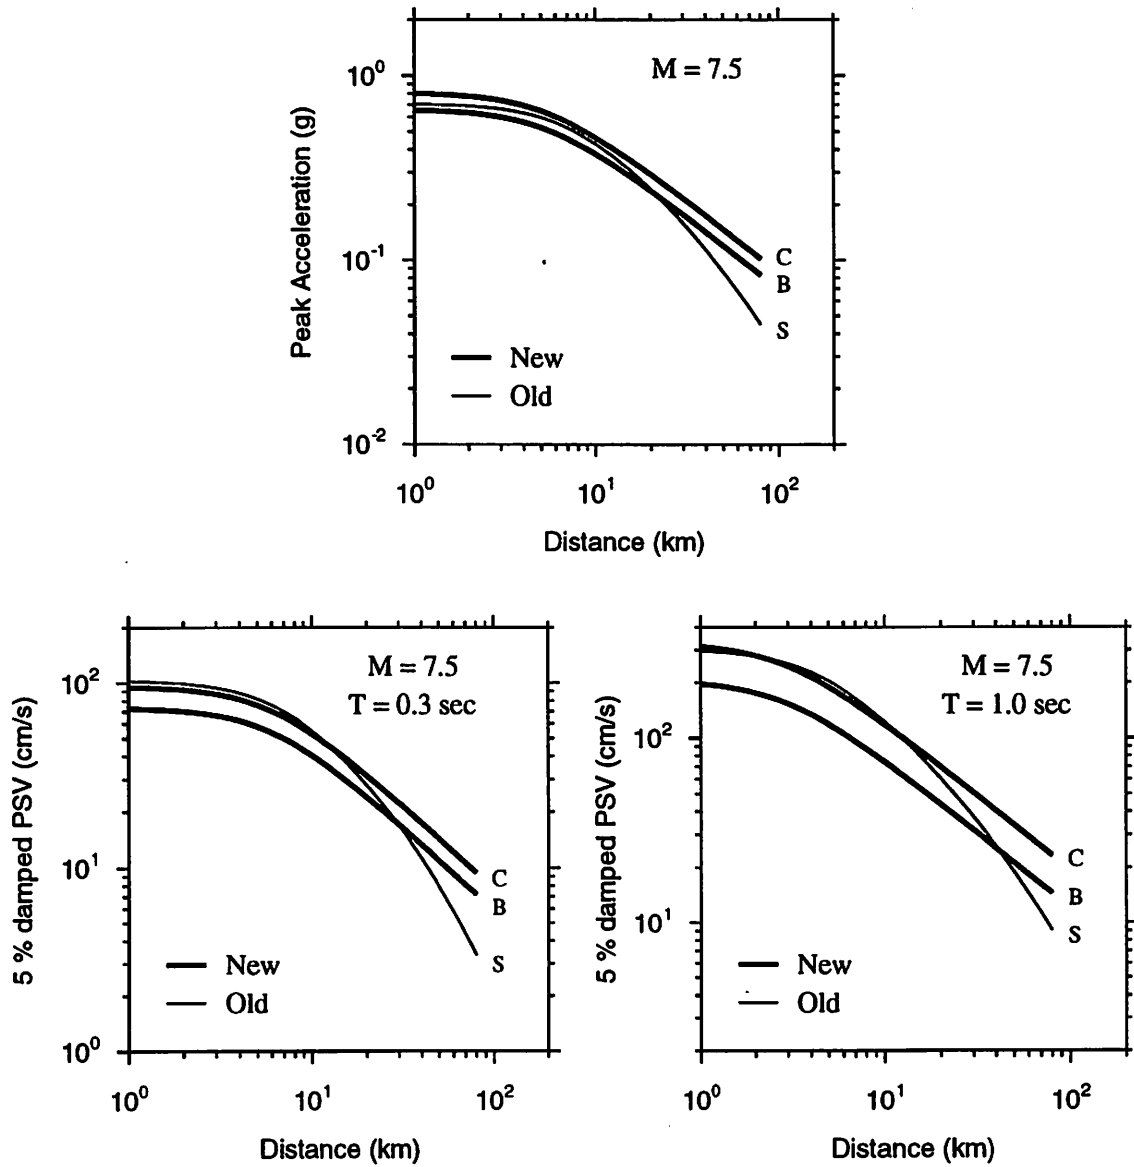 M = 7.5
10⁰
10⁻¹
10⁻²
Peak Acceleration (g)
C
B
S
New
Old
10⁰
10¹
10²
Distance (km)
M = 7.5
T = 0.3 sec
10²
10¹
10⁰
5 % damped PSV (cm/s)
C
B
S
New
Old
10⁰
10¹
10²
Distance (km)
M = 7.5
T = 1.0 sec
10²
10¹
5 % damped PSV (cm/s)
C
B
S
New
Old
10⁰
10¹
10²
Distance (km)